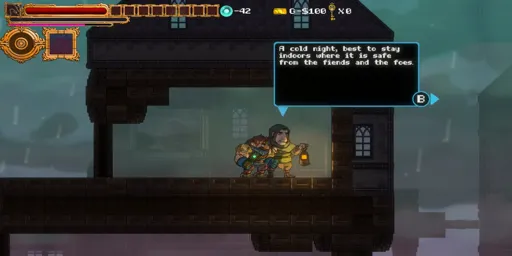 -42 G-$100 X0
A cold night, best to stay
indoors where it is safe
from the fiends and the foes.
B